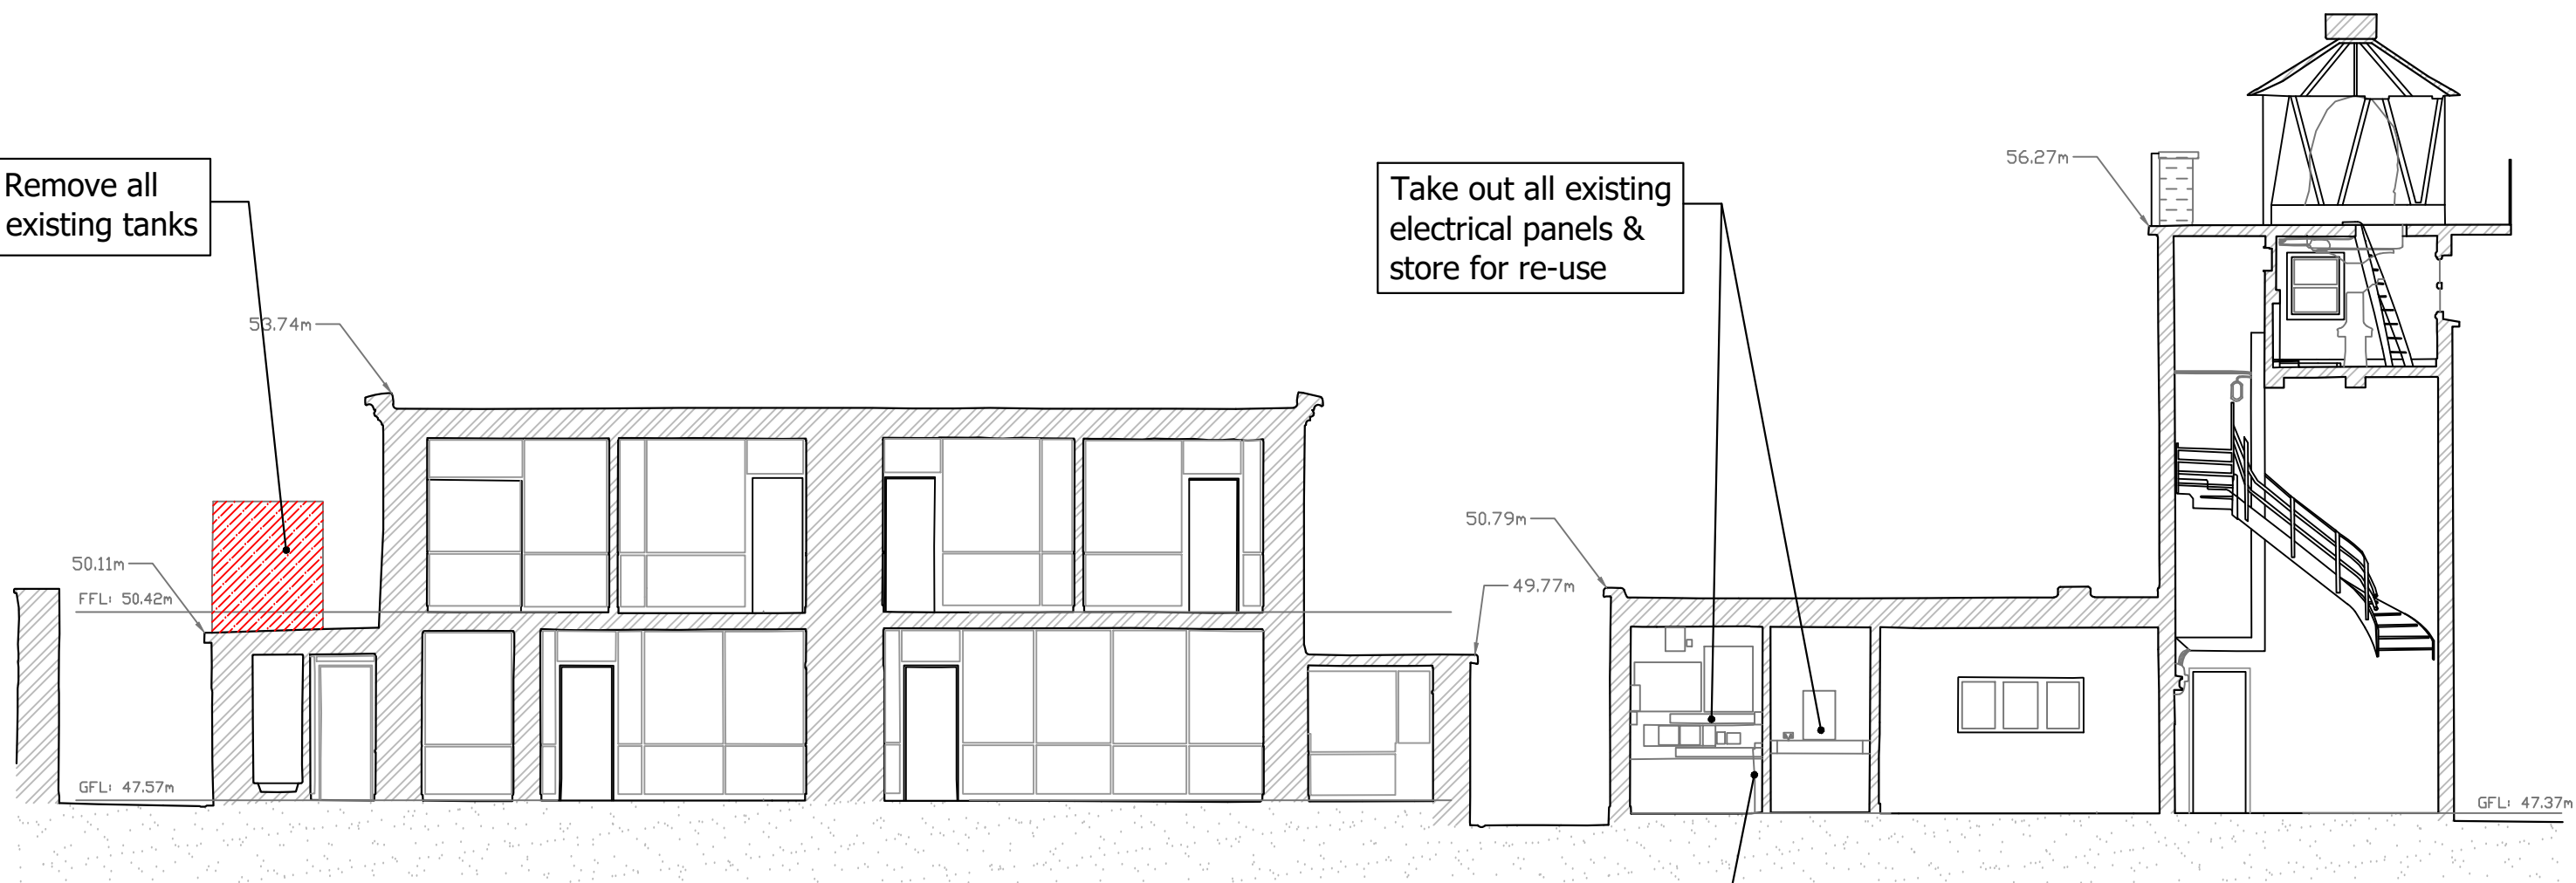 Remove all
existing tanks
Take out all existing
electrical panels &
store for re-use
56.27m
53.74m
50.79m
50.11m
49.77m
FFL: 50.42m
GFL: 47.57m
GFL: 47.37m